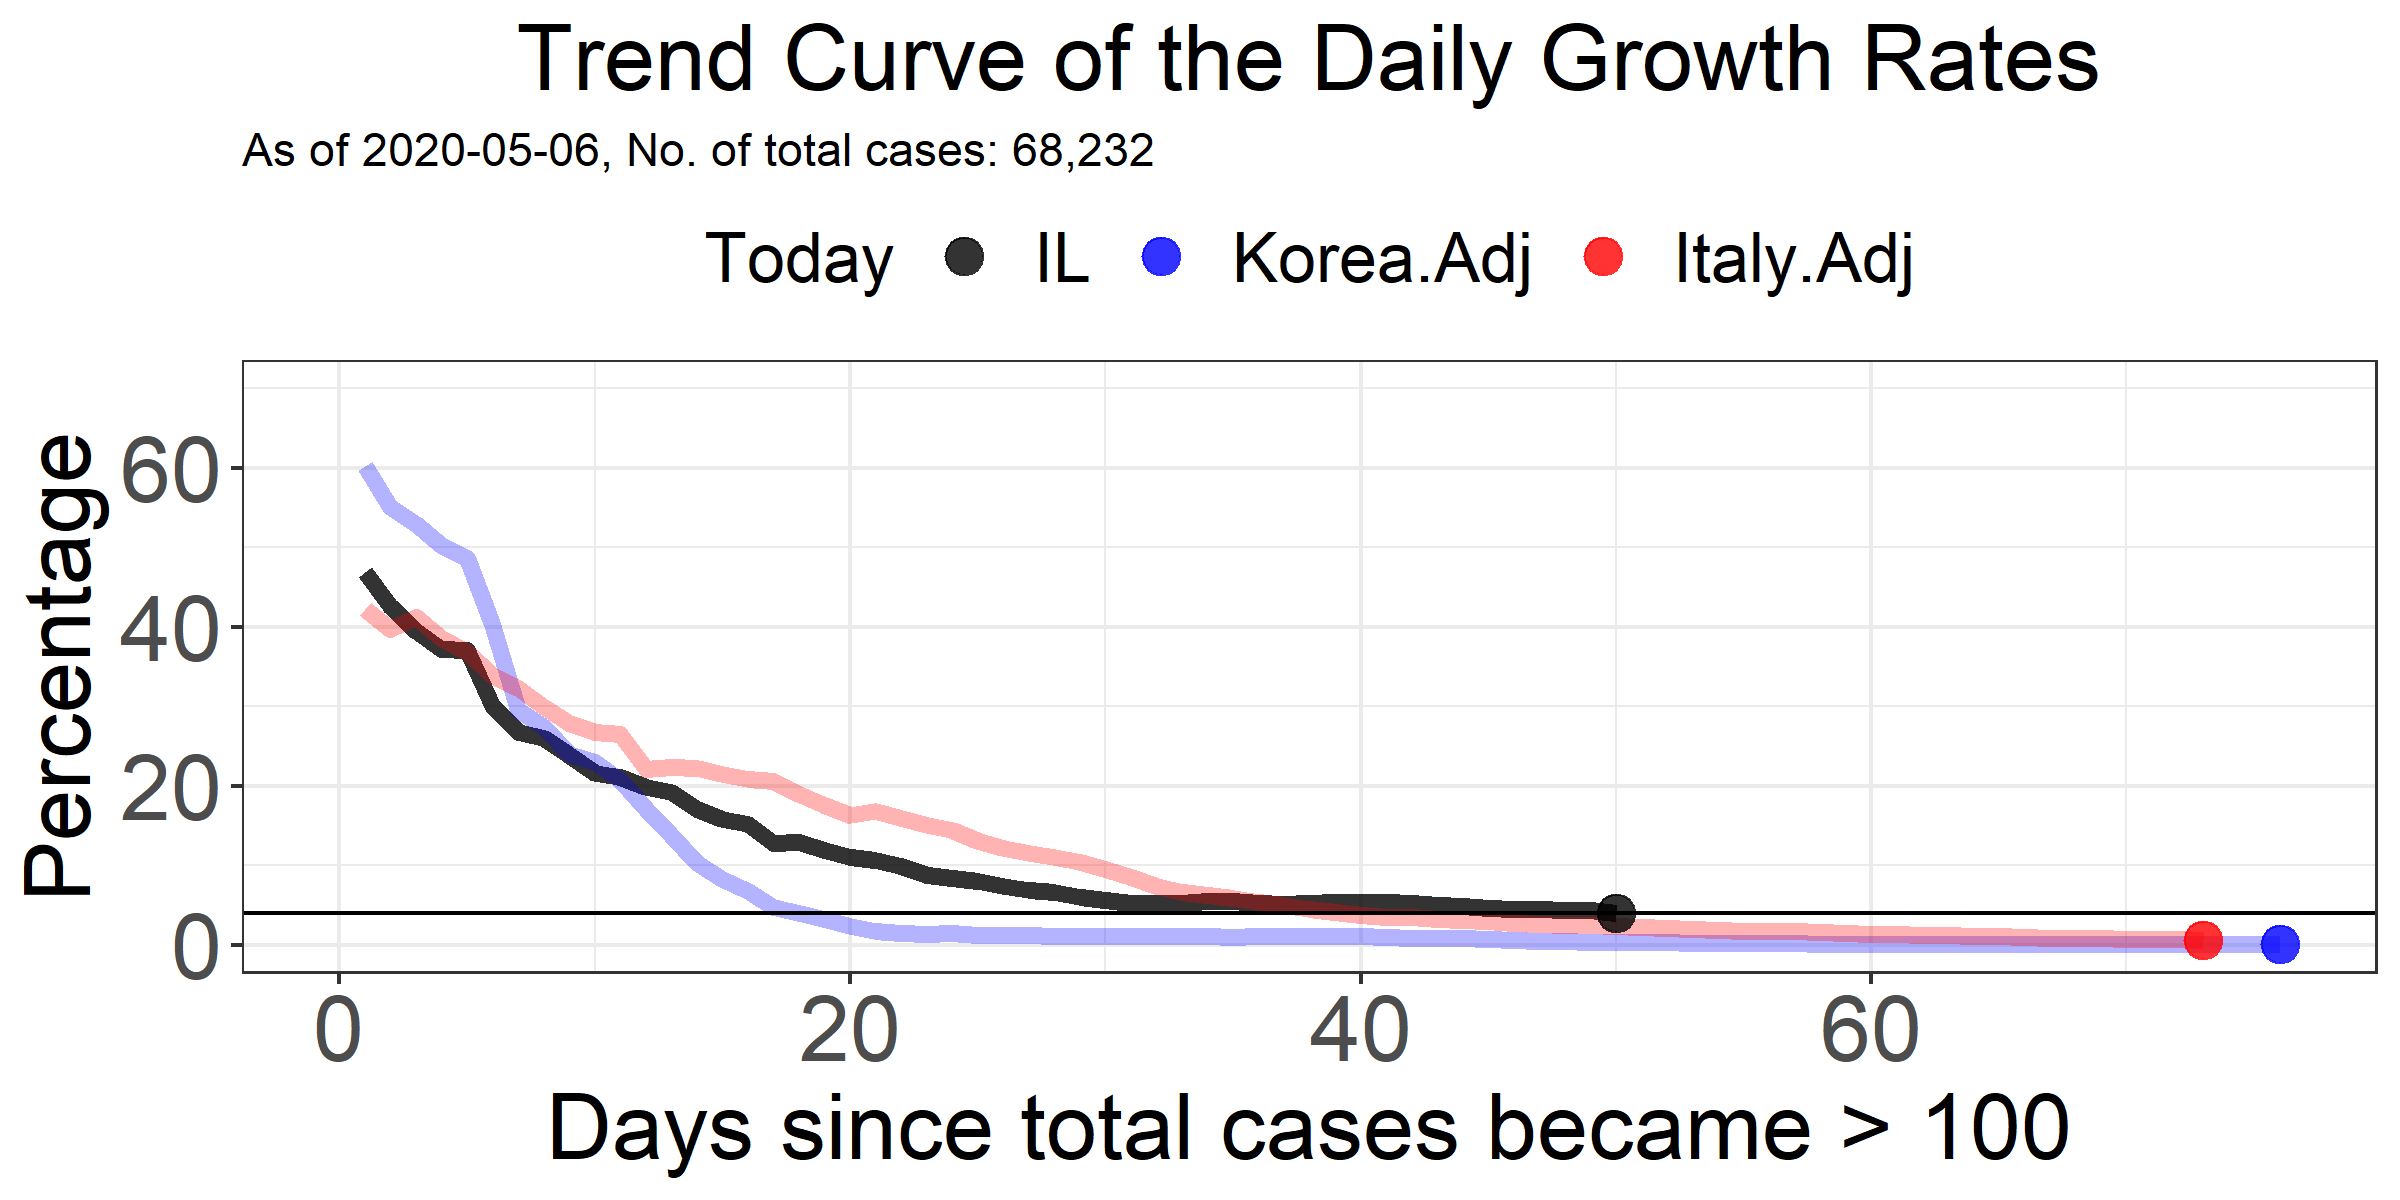 Trend Curve of the Daily Growth Rates
As of 2020-05-06, No. of total cases: 68,232
Today IL Korea.Adj Italy.Adj
Percentage
60
40
20
0
0 20 40 60
Days since total cases became > 100